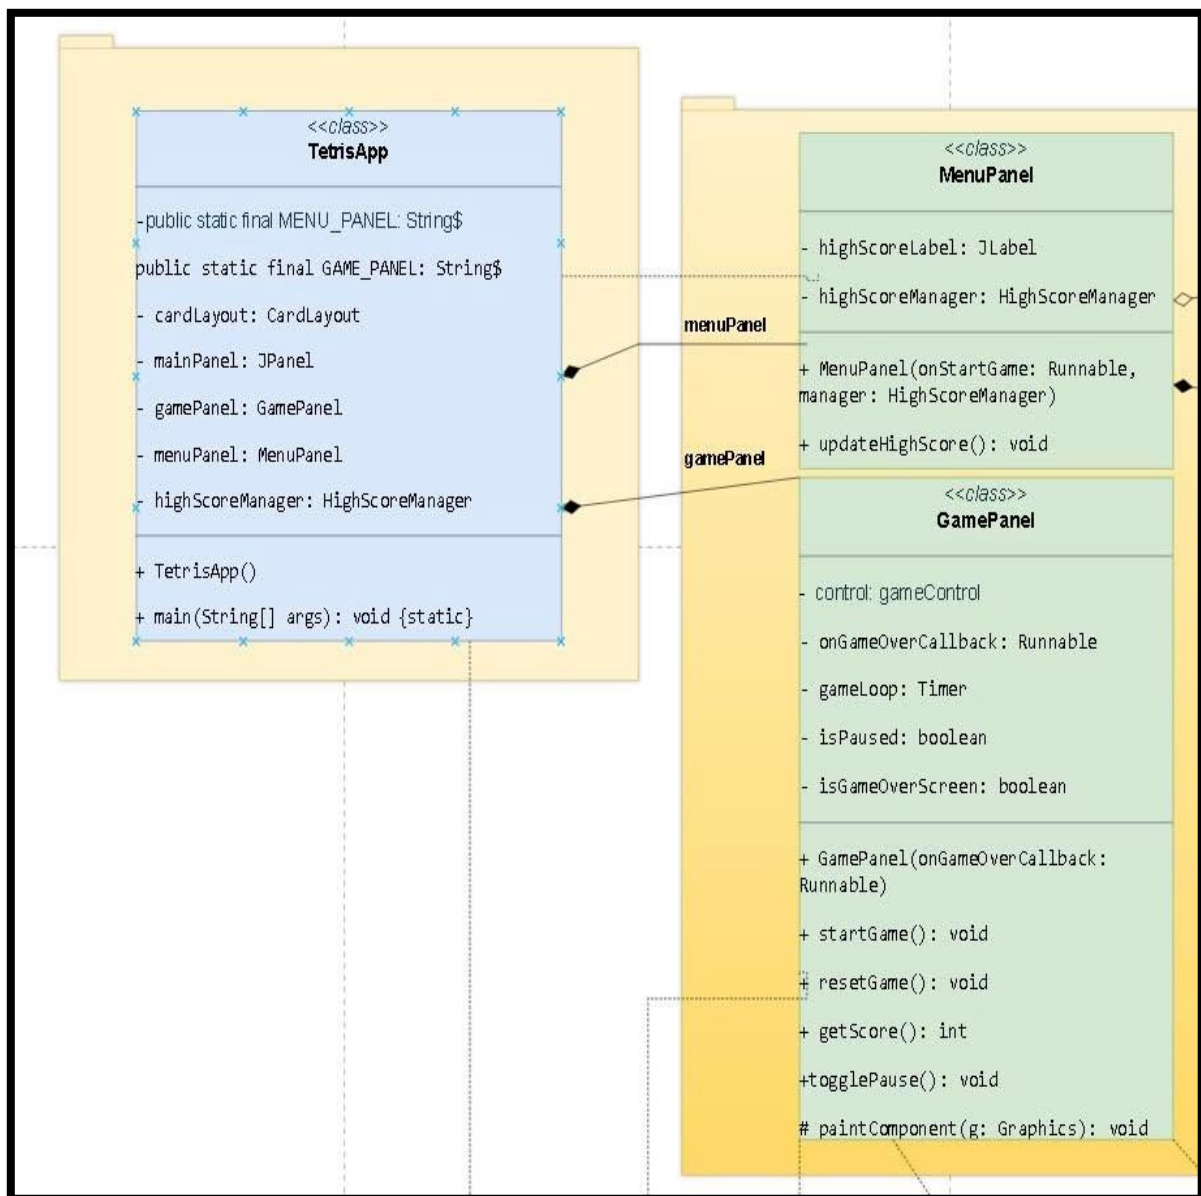 <<class>>
TetrisApp
-public static final MENU_PANEL: String$
public static final GAME_PANEL: String$
- cardLayout: CardLayout
- mainPanel: JPanel
- gamePanel: GamePanel
- menuPanel: MenuPanel
- highScoreManager: HighScoreManager
+ TetrisApp()
+ main(String[] args): void {static}
menuPanel
gamePanel
<<class>>
MenuPanel
- highScoreLabel: JLabel
- highScoreManager: HighScoreManager
+ MenuPanel(onStartGame: Runnable,
manager: HighScoreManager)
+ updateHighScore(): void
<<class>>
GamePanel
- control: gameControl
- onGameOverCallback: Runnable
- gameLoop: Timer
- isPaused: boolean
- isGameOverScreen: boolean
+ GamePanel(onGameOverCallback:
Runnable)
+ startGame(): void
+ resetGame(): void
+ getScore(): int
+togglePause(): void
# paintComponent(g: Graphics): void